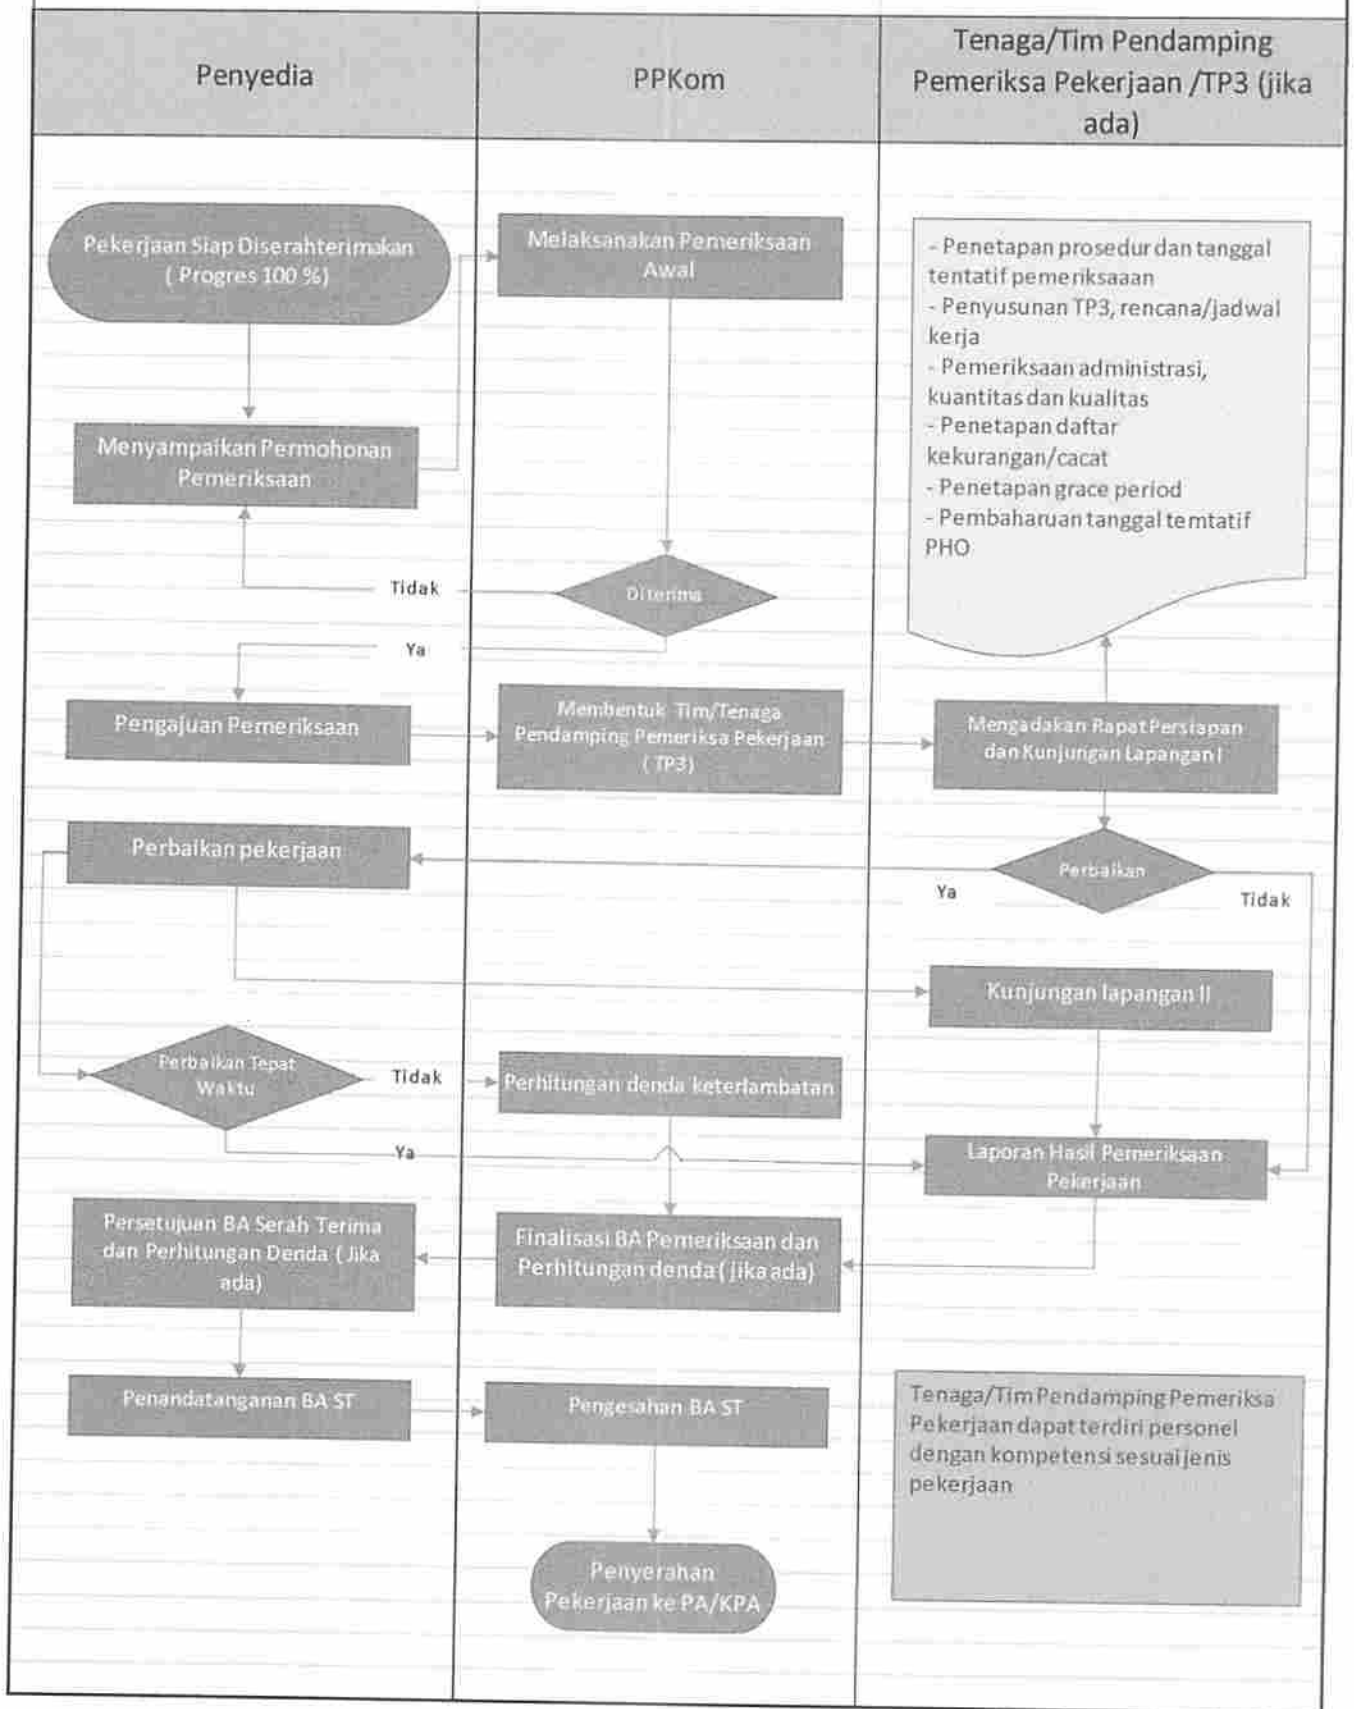 Penyedia
PPKom
Tenaga/Tim Pendamping
Pemeriksa Pekerjaan /TP3 (jika
ada)
Pekerjaan Siap Diserahterimakan
( Progres 100 %)
Melaksanakan Pemeriksaan
Awal
- Penetapan prosedur dan tanggal
tentatif pemeriksaaan
- Penyusunan TP3, rencana/jadwal
kerja
- Pemeriksaan administrasi,
kuantitas dan kualitas
- Penetapan daftar
kekurangan/cacat
- Penetapan grace period
- Pembaharuan tanggal temtatif
PHO
Menyampaikan Permohonan
Pemeriksaan
Tidak
Diterima
Ya
Pengajuan Pemeriksaan
Membentuk Tim/Tenaga
Pendamping Pemeriksa Pekerjaan
( TP3)
Mengadakan Rapat Persiapan
dan Kunjungan Lapangan I
Perbaikan pekerjaan
Perbaikan
Ya
Tidak
Kunjungan lapangan II
Perbaikan Tepat
Waktu
Tidak
Perhitungan denda keterlambatan
Ya
Laporan Hasil Pemeriksaan
Pekerjaan
Persetujuan BA Serah Terima
dan Perhitungan Denda (Jika
ada)
Finalisasi BA Pemeriksaan dan
Perhitungan denda( jika ada)
Penandatanganan BA ST
Pengesahan BA ST
Tenaga/Tim Pendamping Pemeriksa
Pekerjaan dapat terdiri personel
dengan kompetensi sesuai jenis
pekerjaan
Penyerahan
Pekerjaan ke PA/KPA